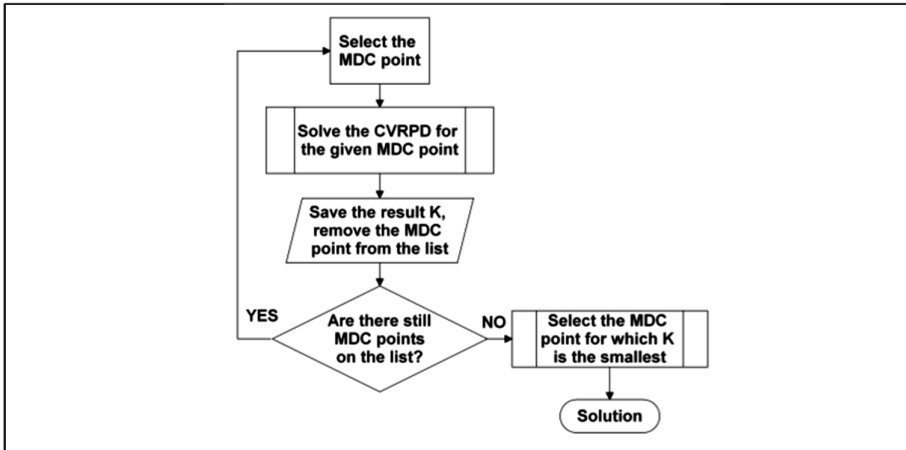 Select the
MDC point
Solve the CVRPD for
the given MDC point
Save the result K,
remove the MDC
point from the list
YES
Are there still
MDC points
on the list?
NO
Select the MDC
point for which K
is the smallest
Solution